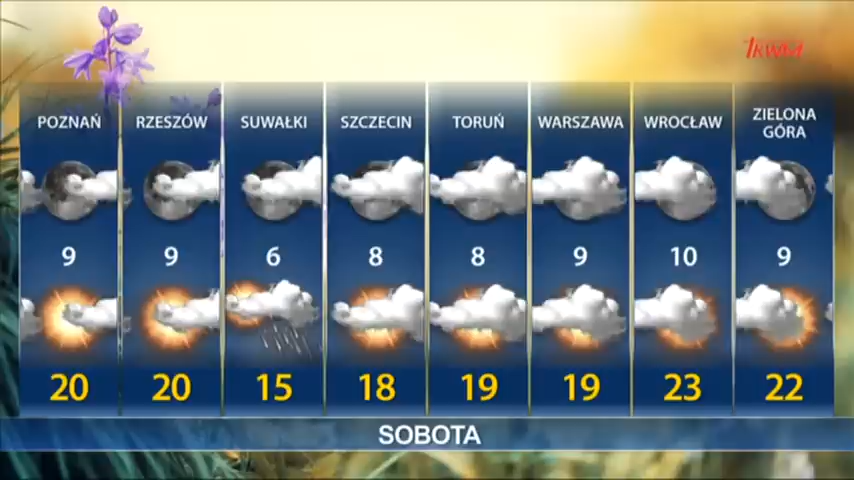 TRWAM
POZNAŃ
RZESZÓW
SUWAŁKI
SZCZECIN
TORUŃ
WARSZAWA
WROCŁAW
ZIELONA
GÓRA
9
9
6
8
8
9
10
9
20
20
15
18
19
19
23
22
SOBOTA